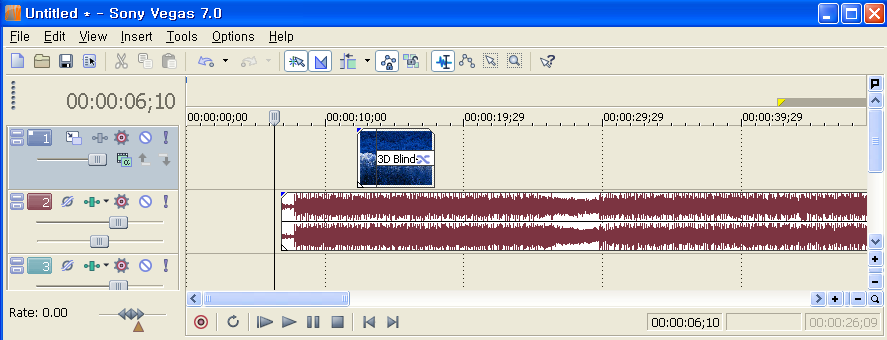 Untitled * - Sony Vegas 7.0
File Edit View Insert Tools Options Help
00:00:06;10
00:00:00;00 00:00:10;00 00:00:19;29 00:00:29;29 00:00:39;29
1
3D Blind
2
3
Rate: 0.00
00:00:06;10 00:00:26;09